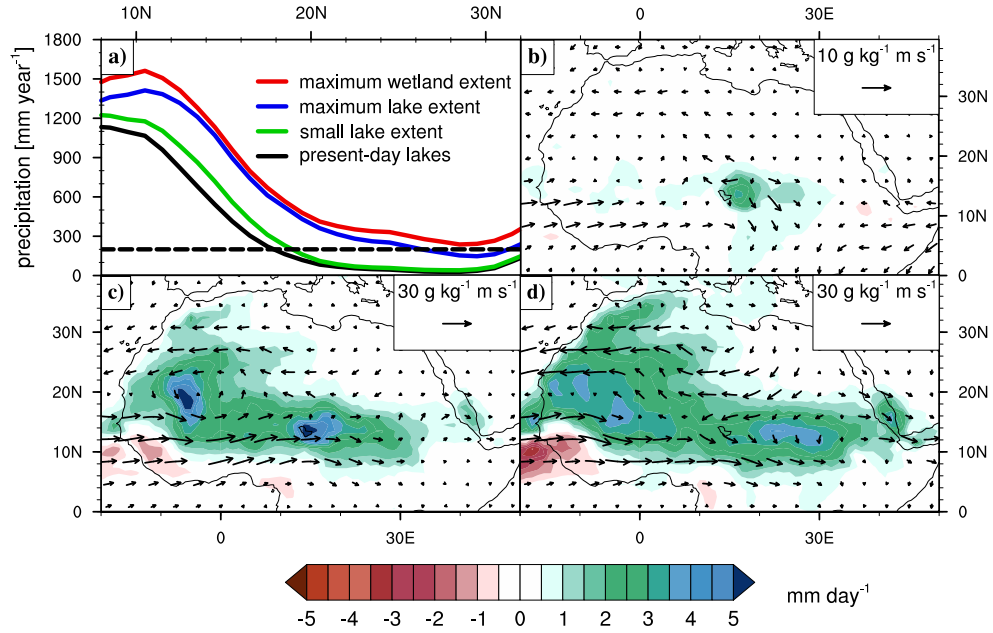 10N 20N 30N 0 30E
1800
1500
1200
900
600
300
0
precipitation [mm year-1]
a)
maximum wetland extent
maximum lake extent
small lake extent
present-day lakes
b)
10 g kg-1 m s-1
30N
20N
10N
0
c)
30 g kg-1 m s-1
30N
20N
10N
0
0 30E
d)
30 g kg-1 m s-1
30N
20N
10N
0
0 30E
-5 -4 -3 -2 -1 0 1 2 3 4 5
mm day-1